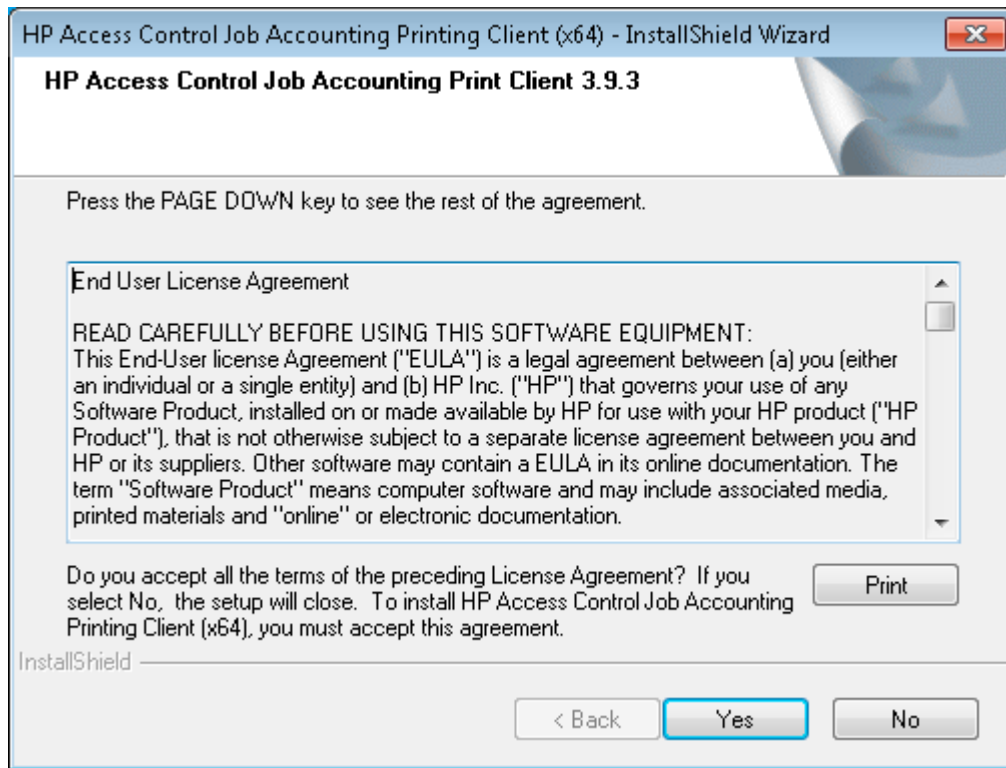 HP Access Control Job Accounting Printing Client (x64) - InstallShield Wizard
HP Access Control Job Accounting Print Client 3.9.3
Press the PAGE DOWN key to see the rest of the agreement.
End User License Agreement
READ CAREFULLY BEFORE USING THIS SOFTWARE EQUIPMENT:
This End-User license Agreement ("EULA") is a legal agreement between (a) you (either
an individual or a single entity) and (b) HP Inc. ("HP") that governs your use of any
Software Product, installed on or made available by HP for use with your HP product ("HP
Product"), that is not otherwise subject to a separate license agreement between you and
HP or its suppliers. Other software may contain a EULA in its online documentation. The
term "Software Product" means computer software and may include associated media,
printed materials and "online" or electronic documentation.
Do you accept all the terms of the preceding License Agreement?  If you
select No,  the setup will close.  To install HP Access Control Job Accounting
Printing Client (x64), you must accept this agreement.
Print
InstallShield
< Back
Yes
No